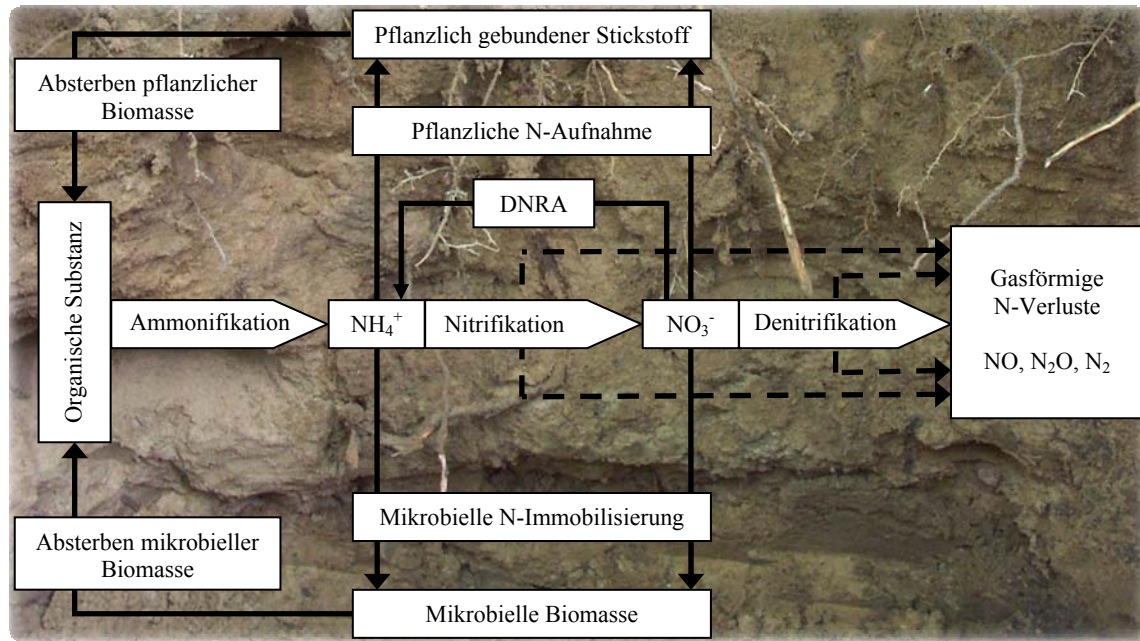 Pflanzlich gebundener Stickstoff
Absterben pflanzlicher
Biomasse
Pflanzliche N-Aufnahme
DNRA
Organische Substanz
Ammonifikation
NH₄⁺
Nitrifikation
NO₃⁻
Denitrifikation
Gasförmige
N-Verluste
NO, N₂O, N₂
Mikrobielle N-Immobilisierung
Absterben mikrobieller
Biomasse
Mikrobielle Biomasse